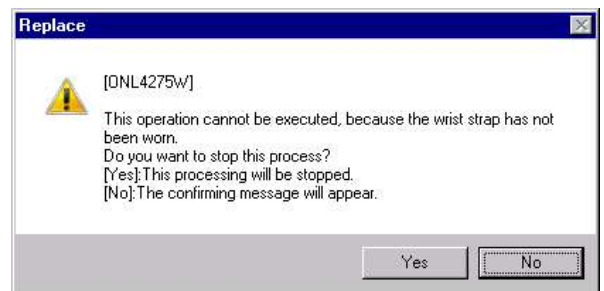 Replace
[ONL4275W]
This operation cannot be executed, because the wrist strap has not
been worn.
Do you want to stop this process?
[Yes]:This processing will be stopped.
[No]:The confirming message will appear.
Yes
No